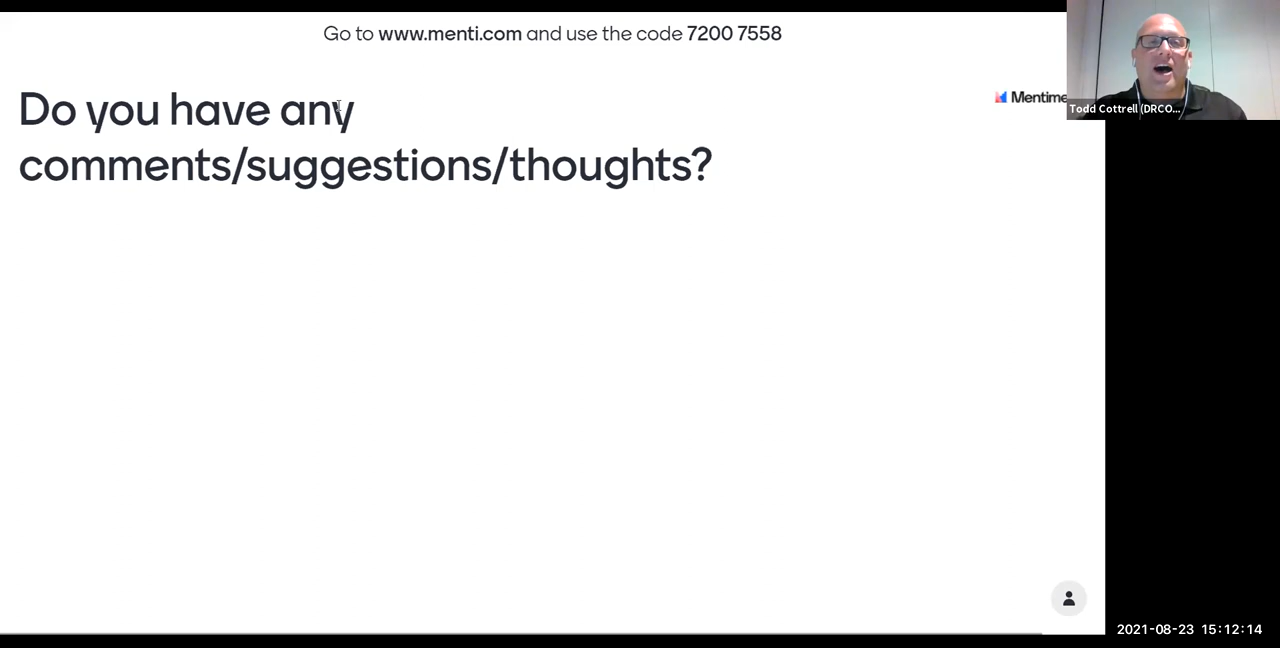 Go to www.menti.com and use the code 7200 7558
Do you have any
comments/suggestions/thoughts?
Mentime
Todd Cottrell (DRCO...
2021-08-23 15:12:14